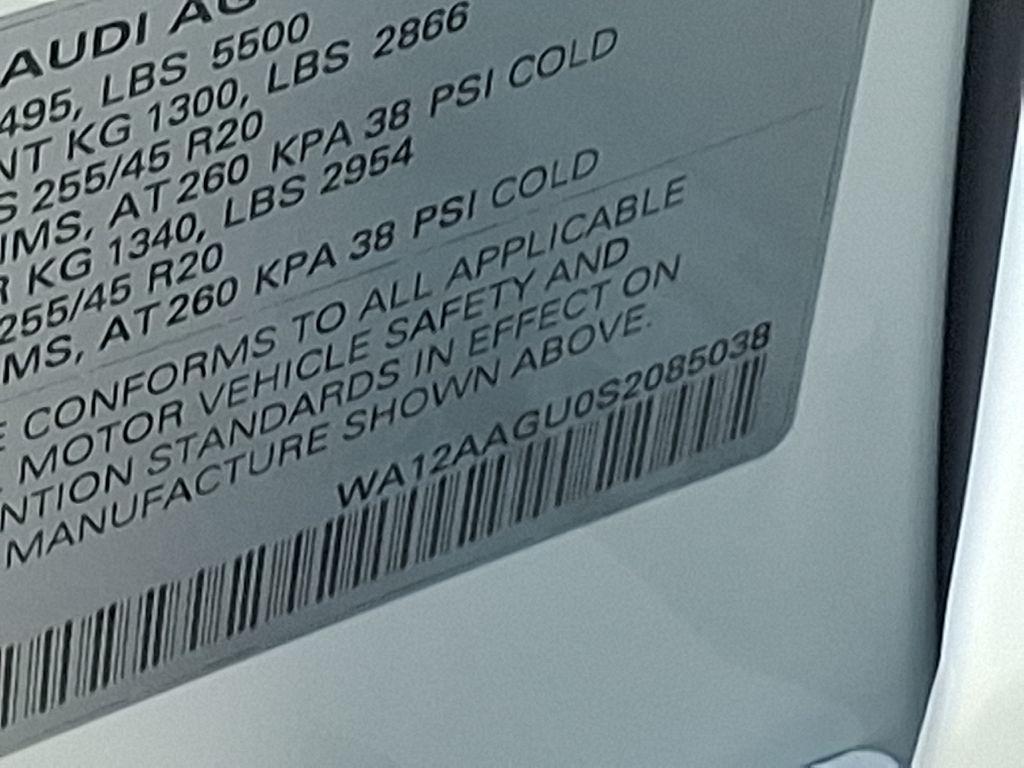 AUDI AG
495, LBS 5500
NT KG 1300, LBS 2866
S 255/45 R20
IMS, AT 260 KPA 38 PSI COLD
R KG 1340, LBS 2954
255/45 R20
MS, AT 260 KPA 38 PSI COLD
E CONFORMS TO ALL APPLICABLE
MOTOR VEHICLE SAFETY AND
NTION STANDARDS IN EFFECT ON
MANUFACTURE SHOWN ABOVE.
WA12AAGU0S2085038